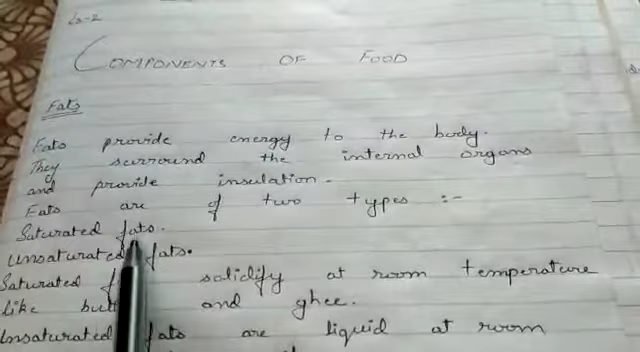 Ls-2
COMPONENTS OF FOOD
Fats
Fats provide energy to the body.
They surround the internal organs
and provide insulation.
Fats are of two types :-
Saturated fats.
Unsaturated fats.
Saturated solidify at room temperature
like and ghee.
Unsaturated fats are liquid at room